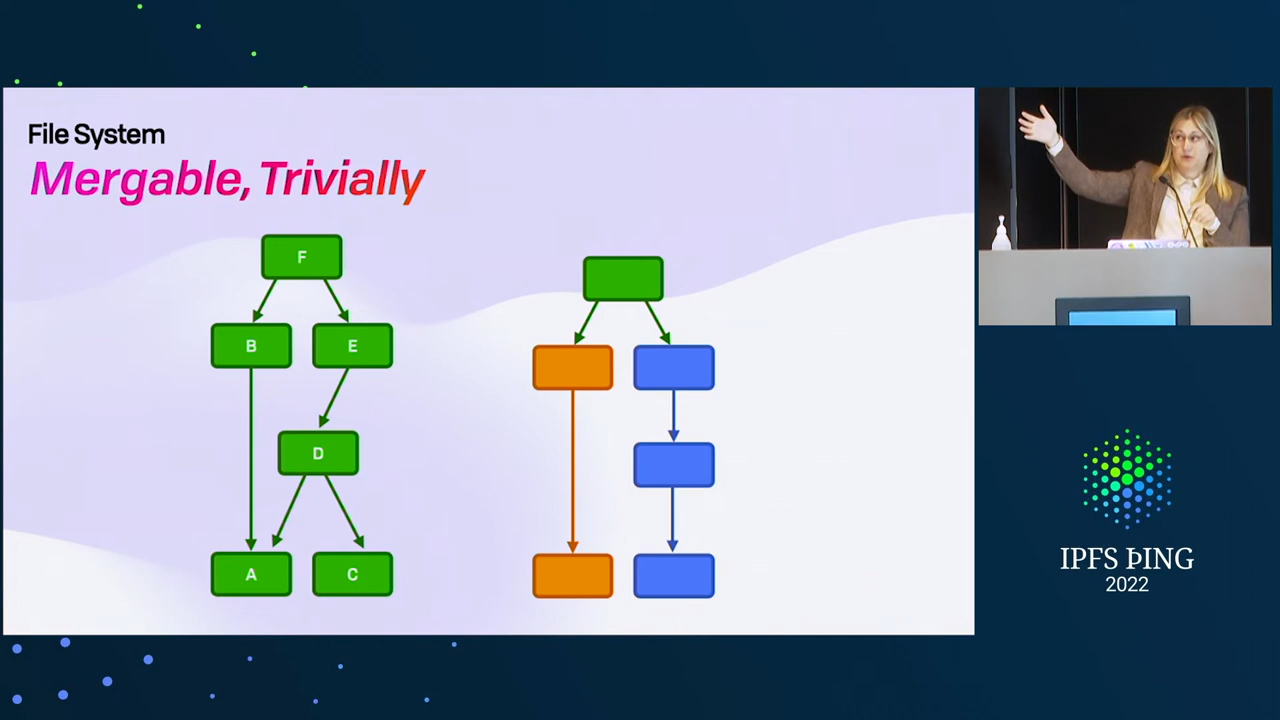 File System
Mergable, Trivially
F
B
E
D
A
C
IPFS ÞING
2022